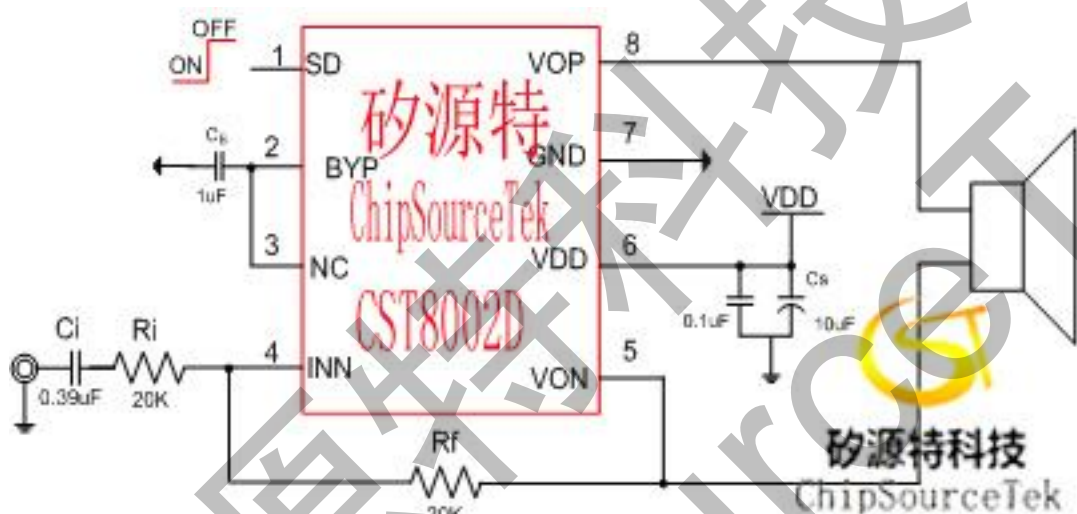 OFF
ON
1 SD
VOP 8
矽源特
Cb
1uF
2 BYP
GND 7
ChipSourceTek
VDD
3 NC
VDD 6
CST8002D
0.1uF
Cs
10uF
Ci
0.39uF
Ri
20K
4 INN
VON 5
Rf
20K
矽源特科技
ChipSourceTek